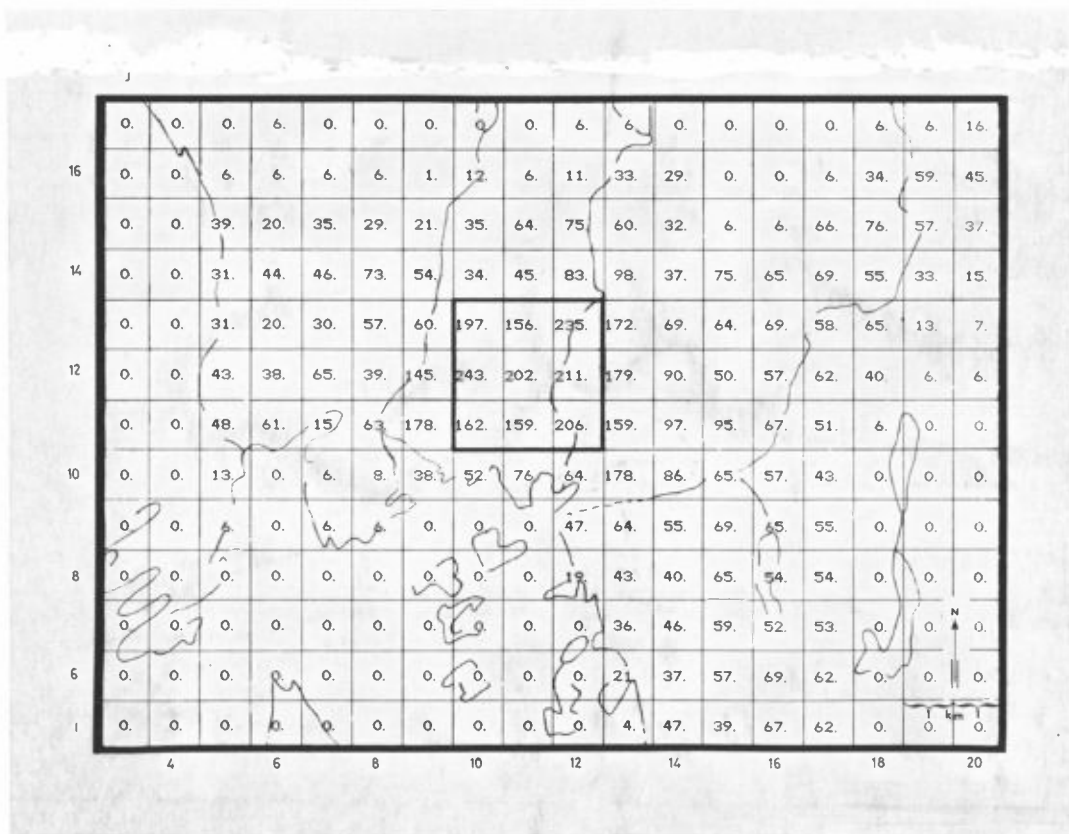 J
0. 0. 0. 6. 0. 0. 0. 0. 0. 6. 6. 0. 0. 0. 0. 6. 6. 16.
16 0. 0. 6. 6. 6. 6. 1. 12. 6. 11. 33. 29. 0. 0. 6. 34. 59. 45.
0. 0. 39. 20. 35. 29. 21. 35. 64. 75. 60. 32. 6. 6. 66. 76. 57. 37.
14 0. 0. 31. 44. 46. 73. 54. 34. 45. 83. 98. 37. 75. 65. 69. 55. 33. 15.
0. 0. 31. 20. 30. 57. 60. 197. 156. 235. 172. 69. 64. 69. 58. 65. 13. 7.
12 0. 0. 43. 38. 65. 39. 145. 243. 202. 211. 179. 90. 50. 57. 62. 40. 6. 6.
0. 0. 48. 61. 15. 63. 178. 162. 159. 206. 159. 97. 95. 67. 51. 6. 0. 0.
10 0. 0. 13. 0. 6. 8. 38. 52. 76. 64. 178. 86. 65. 57. 43. 0. 0. 0.
0. 0. 6. 0. 6. 6. 0. 0. 0. 47. 64. 55. 69. 65. 55. 0. 0. 0.
8 0. 0. 0. 0. 0. 0. 0. 0. 0. 19. 43. 40. 65. 54. 54. 0. 0. 0.
0. 0. 0. 0. 0. 0. 0. 0. 0. 0. 36. 46. 59. 52. 53. 0. 0. 0.
N
6 0. 0. 0. 0. 0. 0. 0. 0. 0. 0. 21. 37. 57. 69. 62. 0. 0. 0.
1 0. 0. 0. 0. 0. 0. 0. 0. 0. 0. 4. 47. 39. 67. 62. 0. 0. 0.
1 km 1
4 6 8 10 12 14 16 18 20